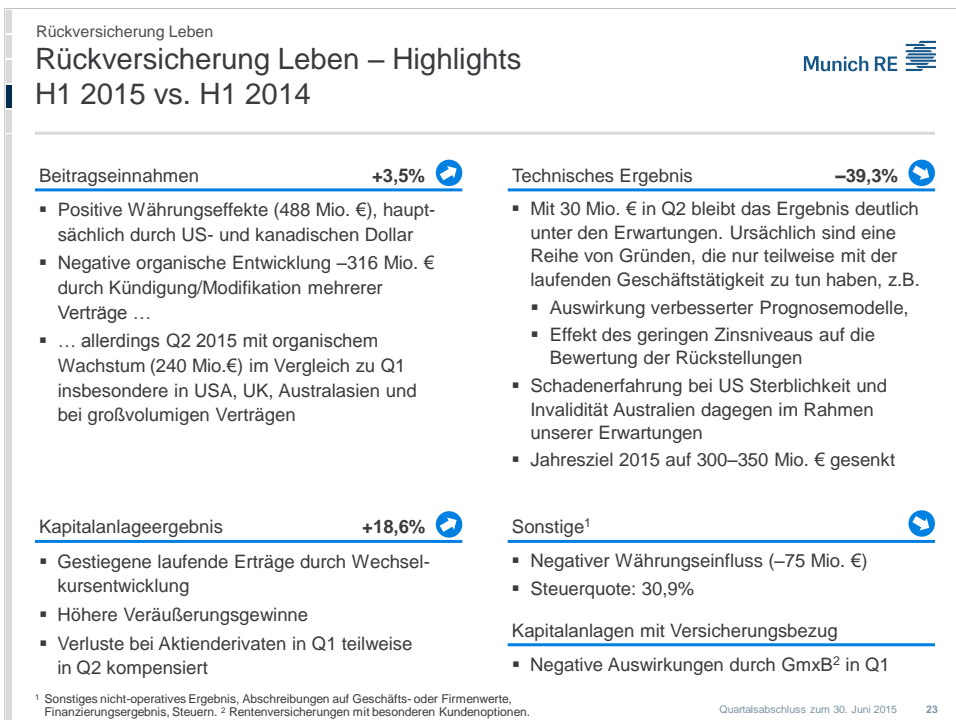 Rückversicherung Leben
Rückversicherung Leben – Highlights
H1 2015 vs. H1 2014
Munich RE
Beitragseinnahmen +3,5%
▪ Positive Währungseffekte (488 Mio. €), haupt-
sächlich durch US- und kanadischen Dollar
▪ Negative organische Entwicklung –316 Mio. €
durch Kündigung/Modifikation mehrerer
Verträge …
▪ … allerdings Q2 2015 mit organischem
Wachstum (240 Mio.€) im Vergleich zu Q1
insbesondere in USA, UK, Australasien und
bei großvolumigen Verträgen
Technisches Ergebnis –39,3%
▪ Mit 30 Mio. € in Q2 bleibt das Ergebnis deutlich
unter den Erwartungen. Ursächlich sind eine
Reihe von Gründen, die nur teilweise mit der
laufenden Geschäftstätigkeit zu tun haben, z.B.
▪ Auswirkung verbesserter Prognosemodelle,
▪ Effekt des geringen Zinsniveaus auf die
Bewertung der Rückstellungen
▪ Schadenerfahrung bei US Sterblichkeit und
Invalidität Australien dagegen im Rahmen
unserer Erwartungen
▪ Jahresziel 2015 auf 300–350 Mio. € gesenkt
Kapitalanlageergebnis +18,6%
▪ Gestiegene laufende Erträge durch Wechsel-
kursentwicklung
▪ Höhere Veräußerungsgewinne
▪ Verluste bei Aktienderivaten in Q1 teilweise
in Q2 kompensiert
Sonstige¹
▪ Negativer Währungseinfluss (–75 Mio. €)
▪ Steuerquote: 30,9%
Kapitalanlagen mit Versicherungsbezug
▪ Negative Auswirkungen durch GmxB² in Q1
¹ Sonstiges nicht-operatives Ergebnis, Abschreibungen auf Geschäfts- oder Firmenwerte,
Finanzierungsergebnis, Steuern. ² Rentenversicherungen mit besonderen Kundenoptionen.
Quartalsabschluss zum 30. Juni 2015 23